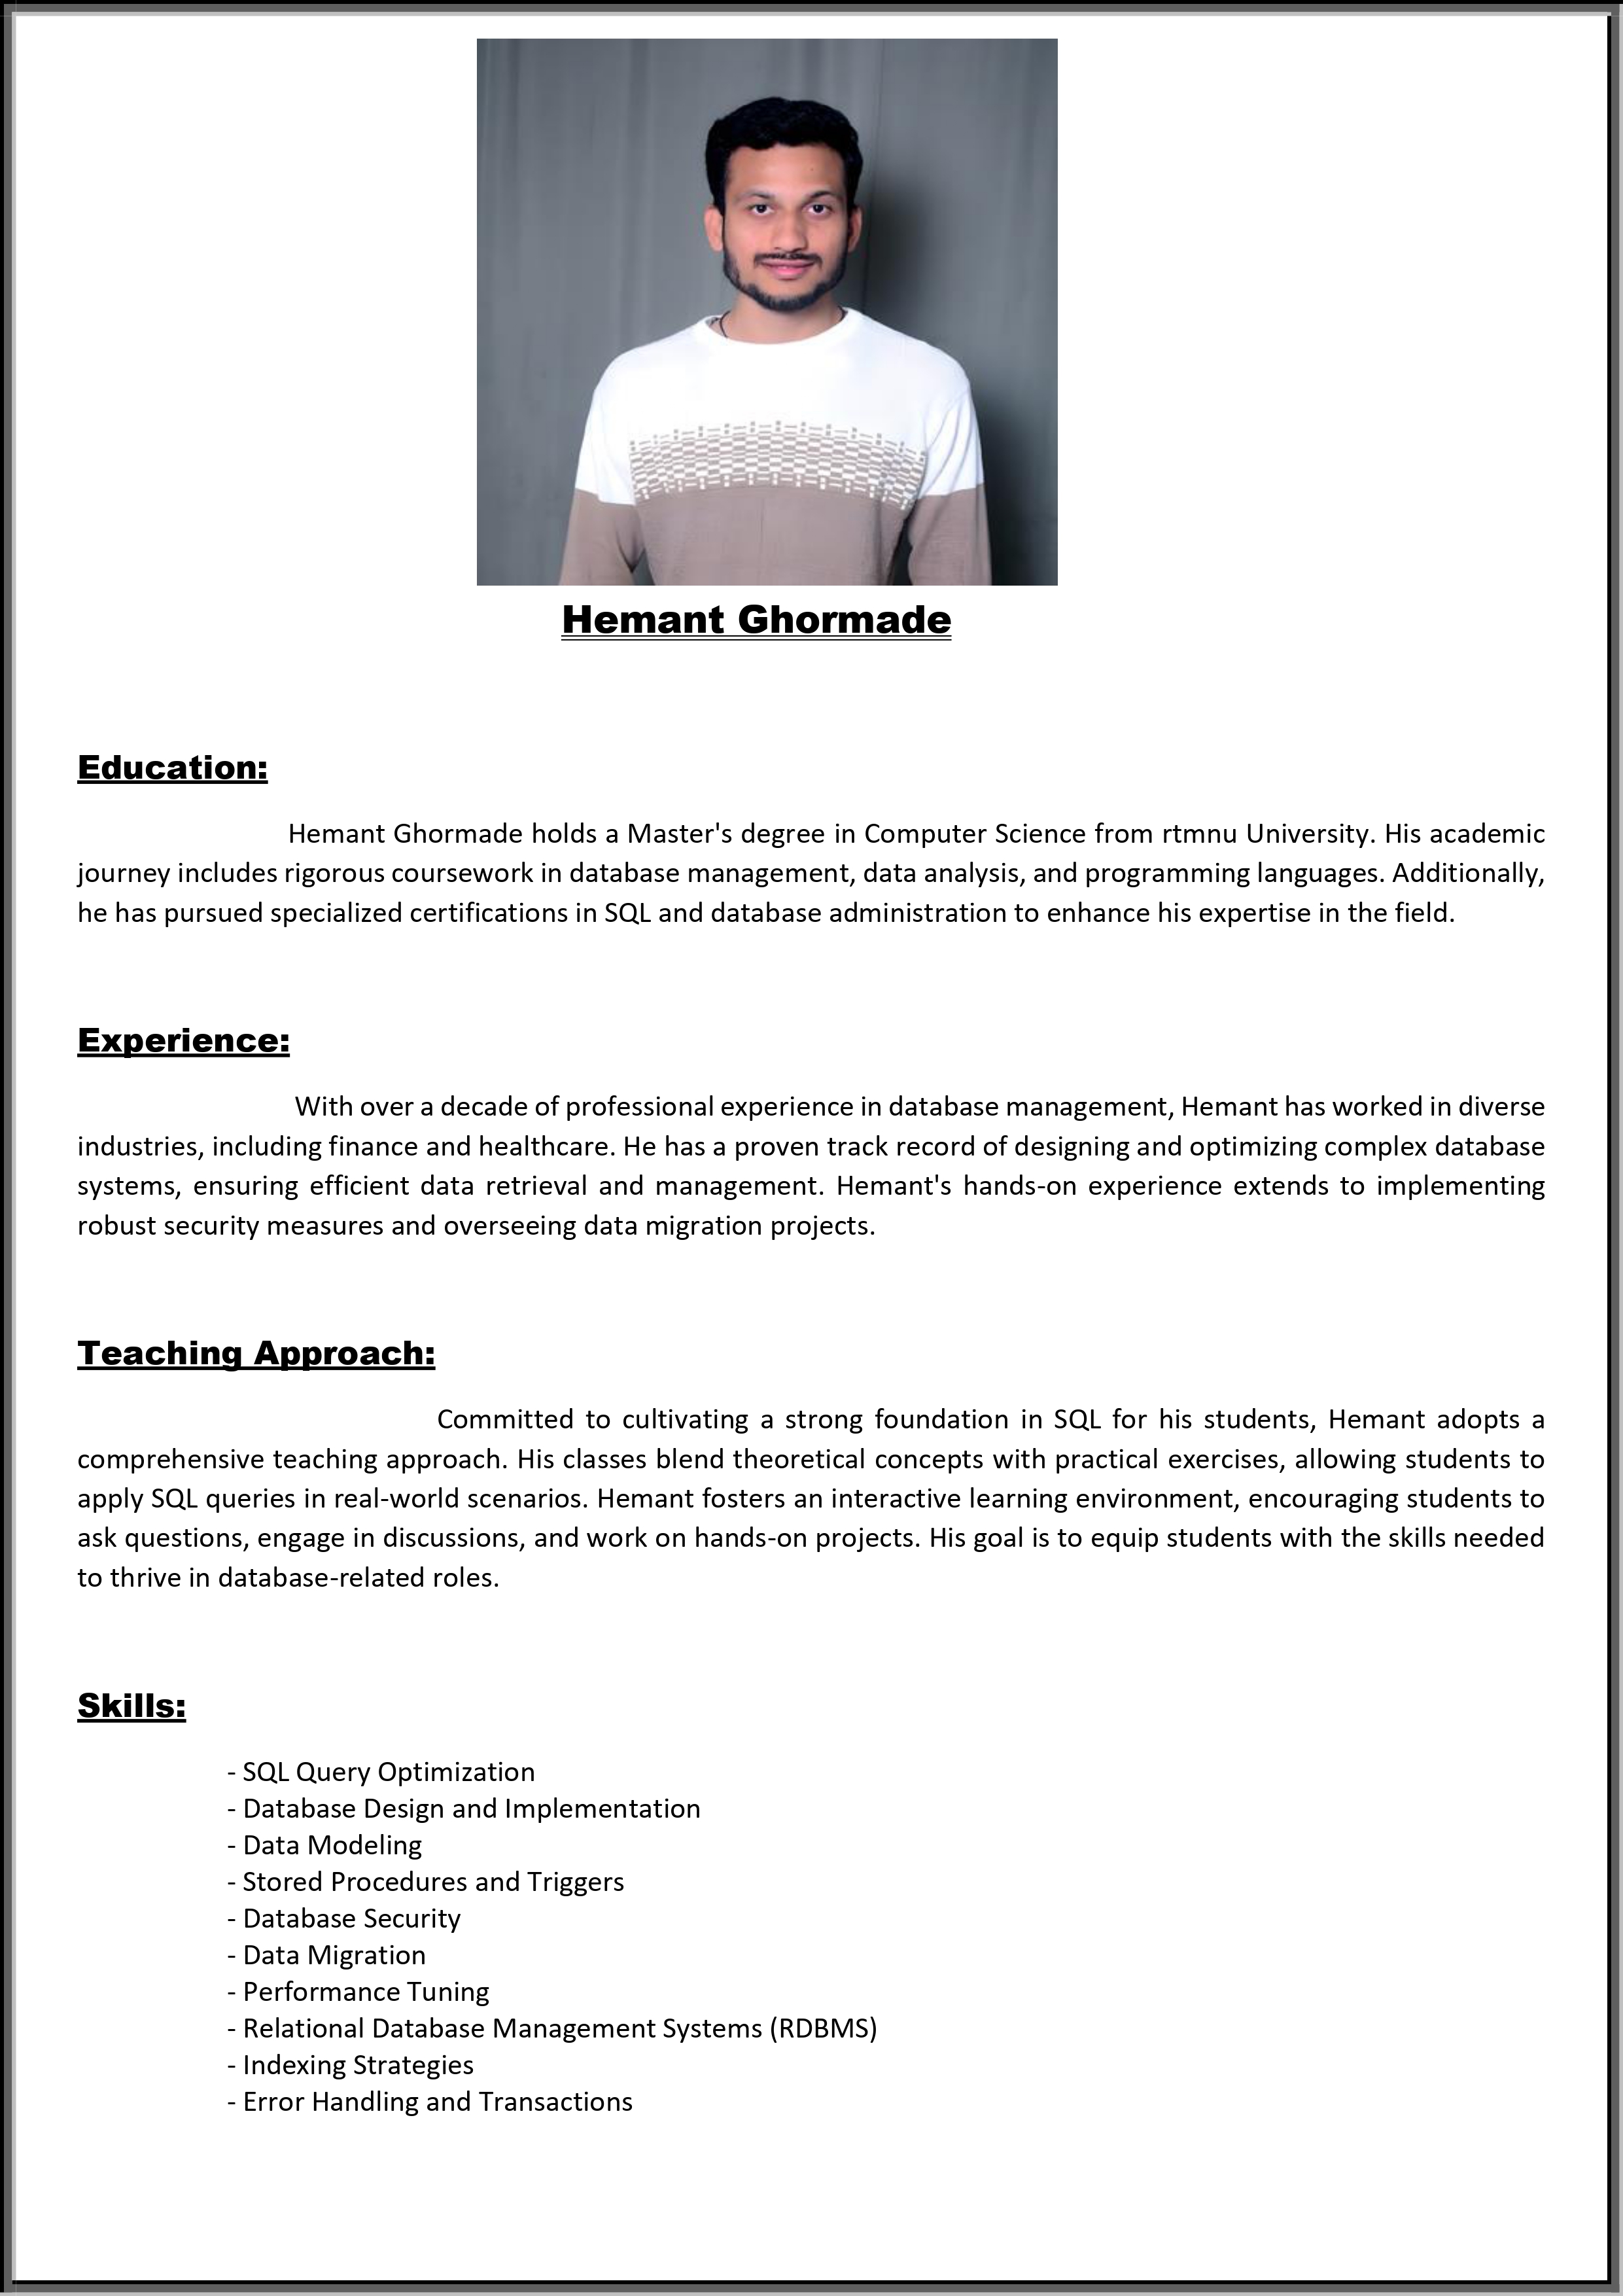 Hemant Ghormade
Education:
Hemant Ghormade holds a Master's degree in Computer Science from rtmnu University. His academic
journey includes rigorous coursework in database management, data analysis, and programming languages. Additionally,
he has pursued specialized certifications in SQL and database administration to enhance his expertise in the field.
Experience:
With over a decade of professional experience in database management, Hemant has worked in diverse
industries, including finance and healthcare. He has a proven track record of designing and optimizing complex database
systems, ensuring efficient data retrieval and management. Hemant's hands-on experience extends to implementing
robust security measures and overseeing data migration projects.
Teaching Approach:
Committed to cultivating a strong foundation in SQL for his students, Hemant adopts a
comprehensive teaching approach. His classes blend theoretical concepts with practical exercises, allowing students to
apply SQL queries in real-world scenarios. Hemant fosters an interactive learning environment, encouraging students to
ask questions, engage in discussions, and work on hands-on projects. His goal is to equip students with the skills needed
to thrive in database-related roles.
Skills:
- SQL Query Optimization
- Database Design and Implementation
- Data Modeling
- Stored Procedures and Triggers
- Database Security
- Data Migration
- Performance Tuning
- Relational Database Management Systems (RDBMS)
- Indexing Strategies
- Error Handling and Transactions